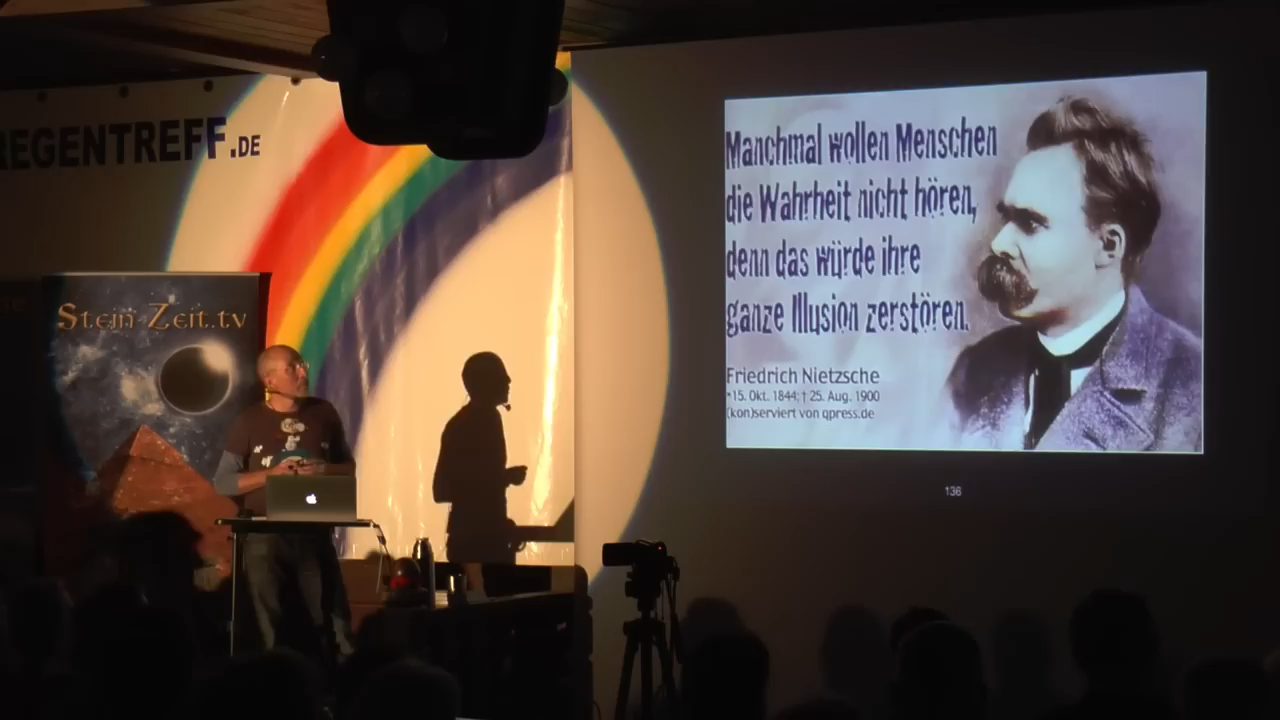 REGENTREFF.DE
Stein-Zeit.tv
Manchmal wollen Menschen
die Wahrheit nicht hören,
denn das würde ihre
ganze Illusion zerstören.
Friedrich Nietzsche
*15. Okt. 1844; † 25. Aug. 1900
(kon)serviert von qpress.de
136